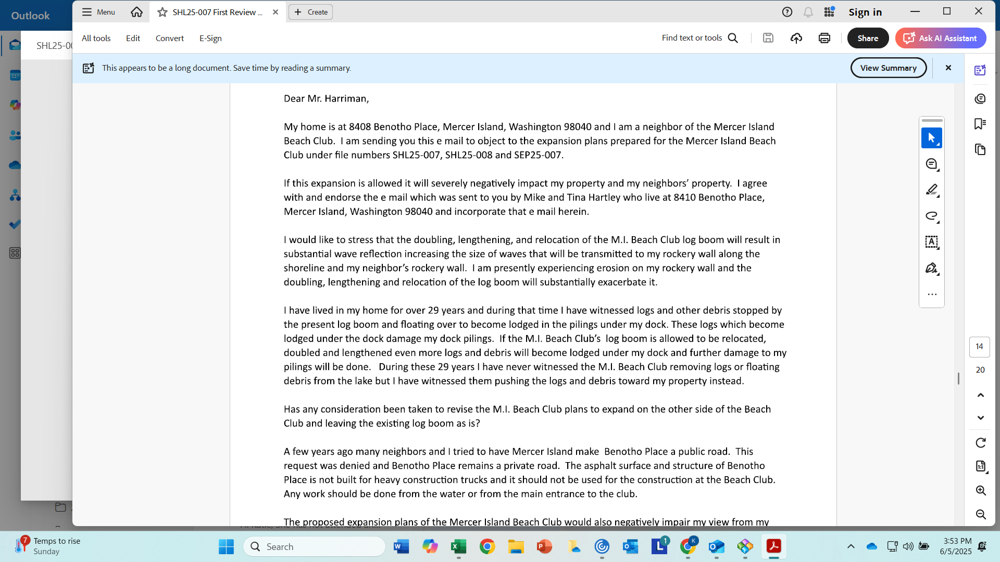 Outlook
SHL25-00
Menu
SHL25-007 First Review ...
Create
Sign in
All tools
Edit
Convert
E-Sign
Find text or tools
Share
Ask AI Assistant
This appears to be a long document. Save time by reading a summary.
View Summary
Dear Mr. Harriman,
My home is at 8408 Benotho Place, Mercer Island, Washington 98040 and I am a neighbor of the Mercer Island
Beach Club.  I am sending you this e mail to object to the expansion plans prepared for the Mercer Island Beach
Club under file numbers SHL25-007, SHL25-008 and SEP25-007.
If this expansion is allowed it will severely negatively impact my property and my neighbors’ property.  I agree
with and endorse the e mail which was sent to you by Mike and Tina Hartley who live at 8410 Benotho Place,
Mercer Island, Washington 98040 and incorporate that e mail herein.
I would like to stress that the doubling, lengthening, and relocation of the M.I. Beach Club log boom will result in
substantial wave reflection increasing the size of waves that will be transmitted to my rockery wall along the
shoreline and my neighbor’s rockery wall.  I am presently experiencing erosion on my rockery wall and the
doubling, lengthening and relocation of the log boom will substantially exacerbate it.
I have lived in my home for over 29 years and during that time I have witnessed logs and other debris stopped by
the present log boom and floating over to become lodged in the pilings under my dock. These logs which become
lodged under the dock damage my dock pilings.  If the M.I. Beach Club’s  log boom is allowed to be relocated,
doubled and lengthened even more logs and debris will become lodged under my dock and further damage to my
pilings will be done.   During these 29 years I have never witnessed the M.I. Beach Club removing logs or floating
debris from the lake but I have witnessed them pushing the logs and debris toward my property instead.
Has any consideration been taken to revise the M.I. Beach Club plans to expand on the other side of the Beach
Club and leaving the existing log boom as is?
A few years ago many neighbors and I tried to have Mercer Island make  Benotho Place a public road.  This
request was denied and Benotho Place remains a private road.  The asphalt surface and structure of Benotho
Place is not built for heavy construction trucks and it should not be used for the construction at the Beach Club.
Any work should be done from the water or from the main entrance to the club.
The proposed expansion plans of the Mercer Island Beach Club would also negatively impair my view from my
14
20
7
Temps to rise
Sunday
Search
1
K
3:53 PM
6/5/2025